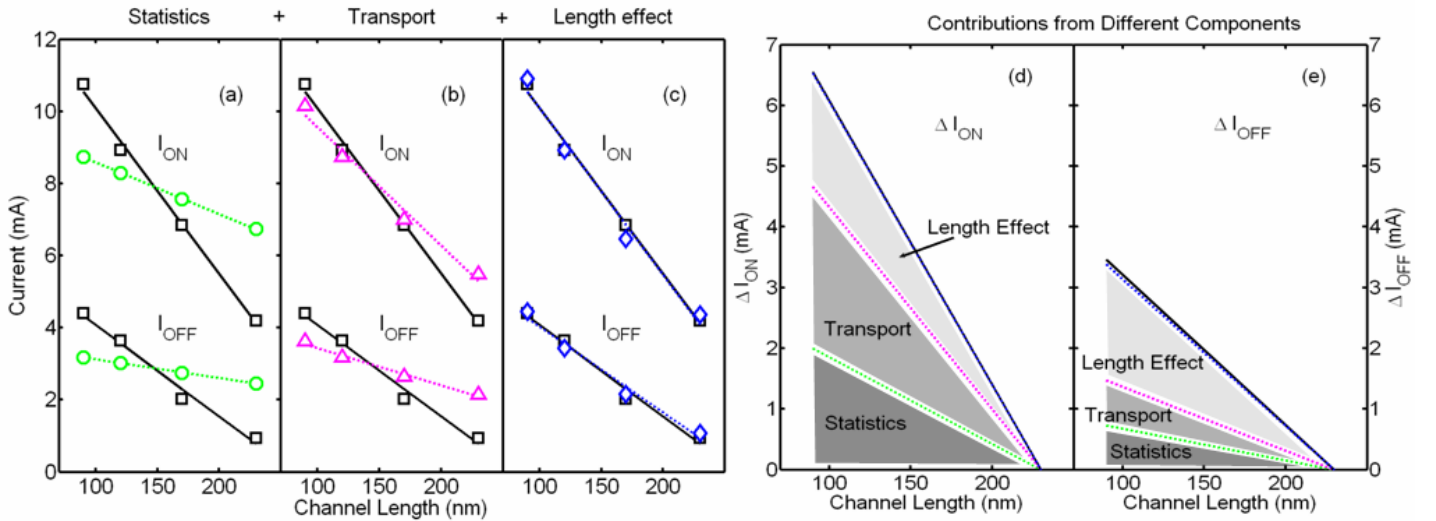 Statistics + Transport + Length effect
12
10
8
6
4
2
0
Current (mA)
(a)
I_ON
I_OFF
100 150 200
(b)
I_ON
I_OFF
100 150 200
(c)
I_ON
I_OFF
100 150 200
Channel Length (nm)
Contributions from Different Components
7
6
5
4
3
2
1
0
Δ I_ON (mA)
(d)
Δ I_ON
Length Effect
Transport
Statistics
100 150 200
Channel Length (nm)
(e)
Δ I_OFF
Length Effect
Transport
Statistics
100 150 200
Channel Length (nm)
7
6
5
4
3
2
1
0
Δ I_OFF (mA)